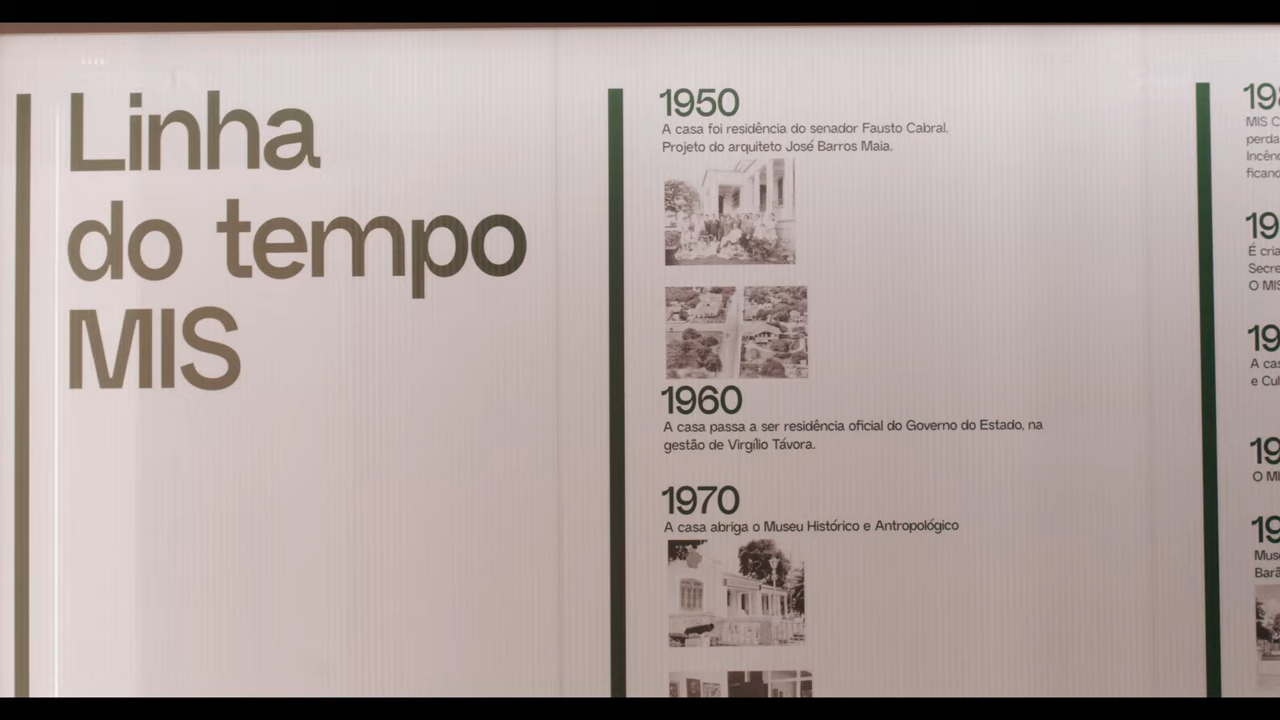 Linha
do tempo
MIS
1950
A casa foi residência do senador Fausto Cabral.
Projeto do arquiteto José Barros Maia.
1960
A casa passa a ser residência oficial do Governo do Estado, na
gestão de Virgílio Távora.
1970
A casa abriga o Museu Histórico e Antropológico
MIS
É
O
A
e
O